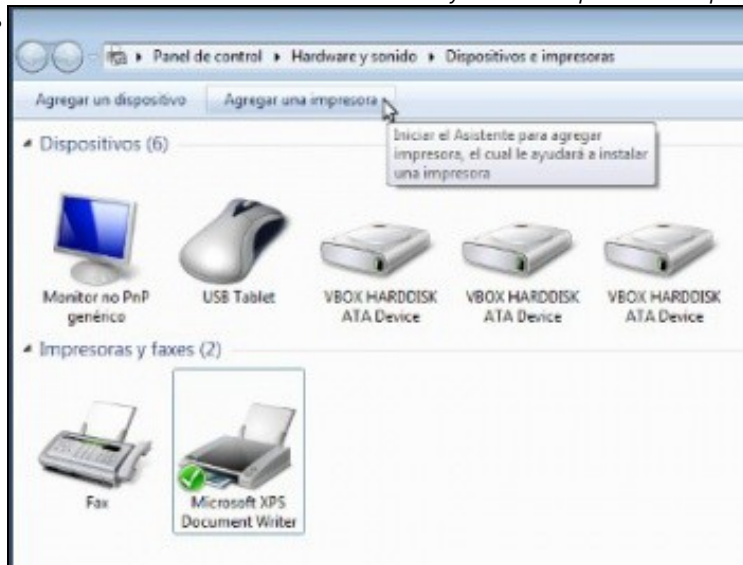 Panel de control ▸ Hardware y sonido ▸ Dispositivos e impresoras
Agregar un dispositivo Agregar una impresora
Iniciar el Asistente para agregar
impresora, el cual le ayudará a instalar
una impresora
Dispositivos (6)
Monitor no PnP
genérico
USB Tablet
VBOX HARDDISK
ATA Device
VBOX HARDDISK
ATA Device
VBOX HARDDISK
ATA Device
Impresoras y faxes (2)
Fax
Microsoft XPS
Document Writer